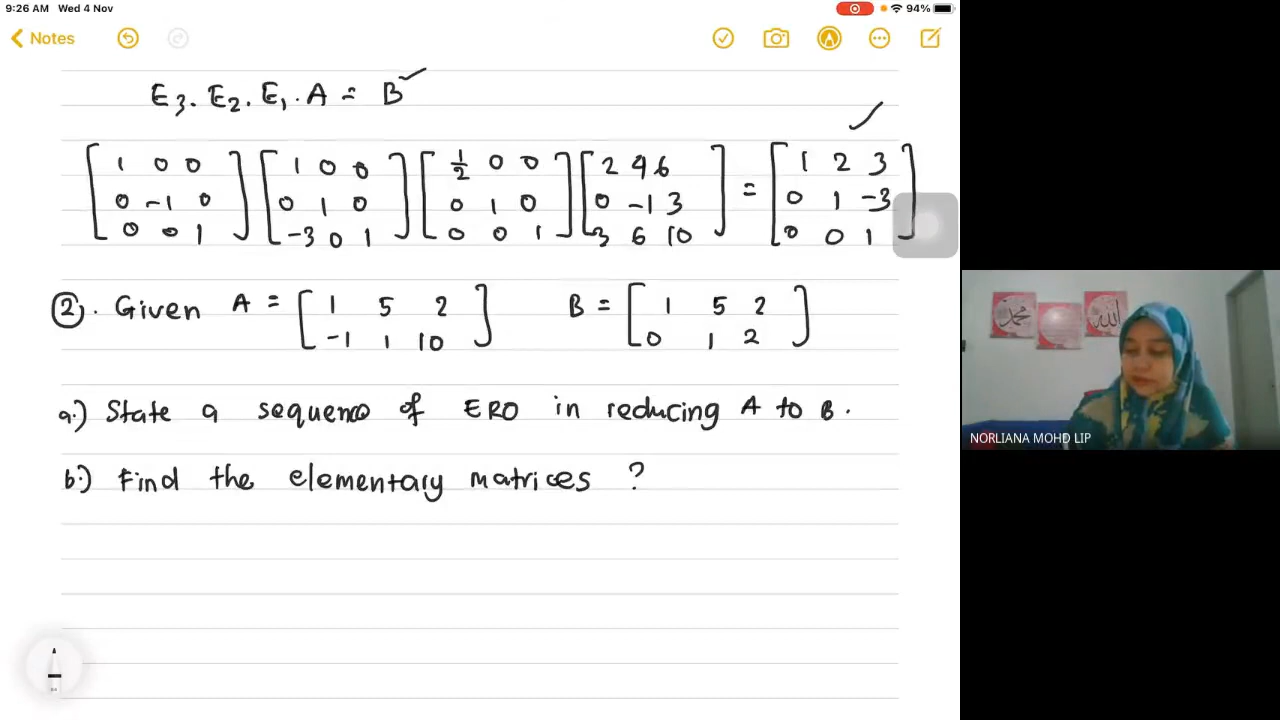 9:26 AM Wed 4 Nov
94%
Notes
E3. E2. E1. A = B
[1 0 0] [1 0 0] [1/2 0 0] [2 4 6] = [1 2 3]
[0 -1 0] [0 1 0] [0 1 0] [0 -1 3] [0 1 -3]
[0 0 1] [-3 0 1] [0 0 1] [3 6 10] [0 0 1]
②. Given A = [1 5 2] B = [1 5 2]
[-1 1 10] [0 1 2]
a.) State a sequence of ERO in reducing A to B.
b.) Find the elementary matrices ?
NORLIANA MOHD LIP
محمد
الله